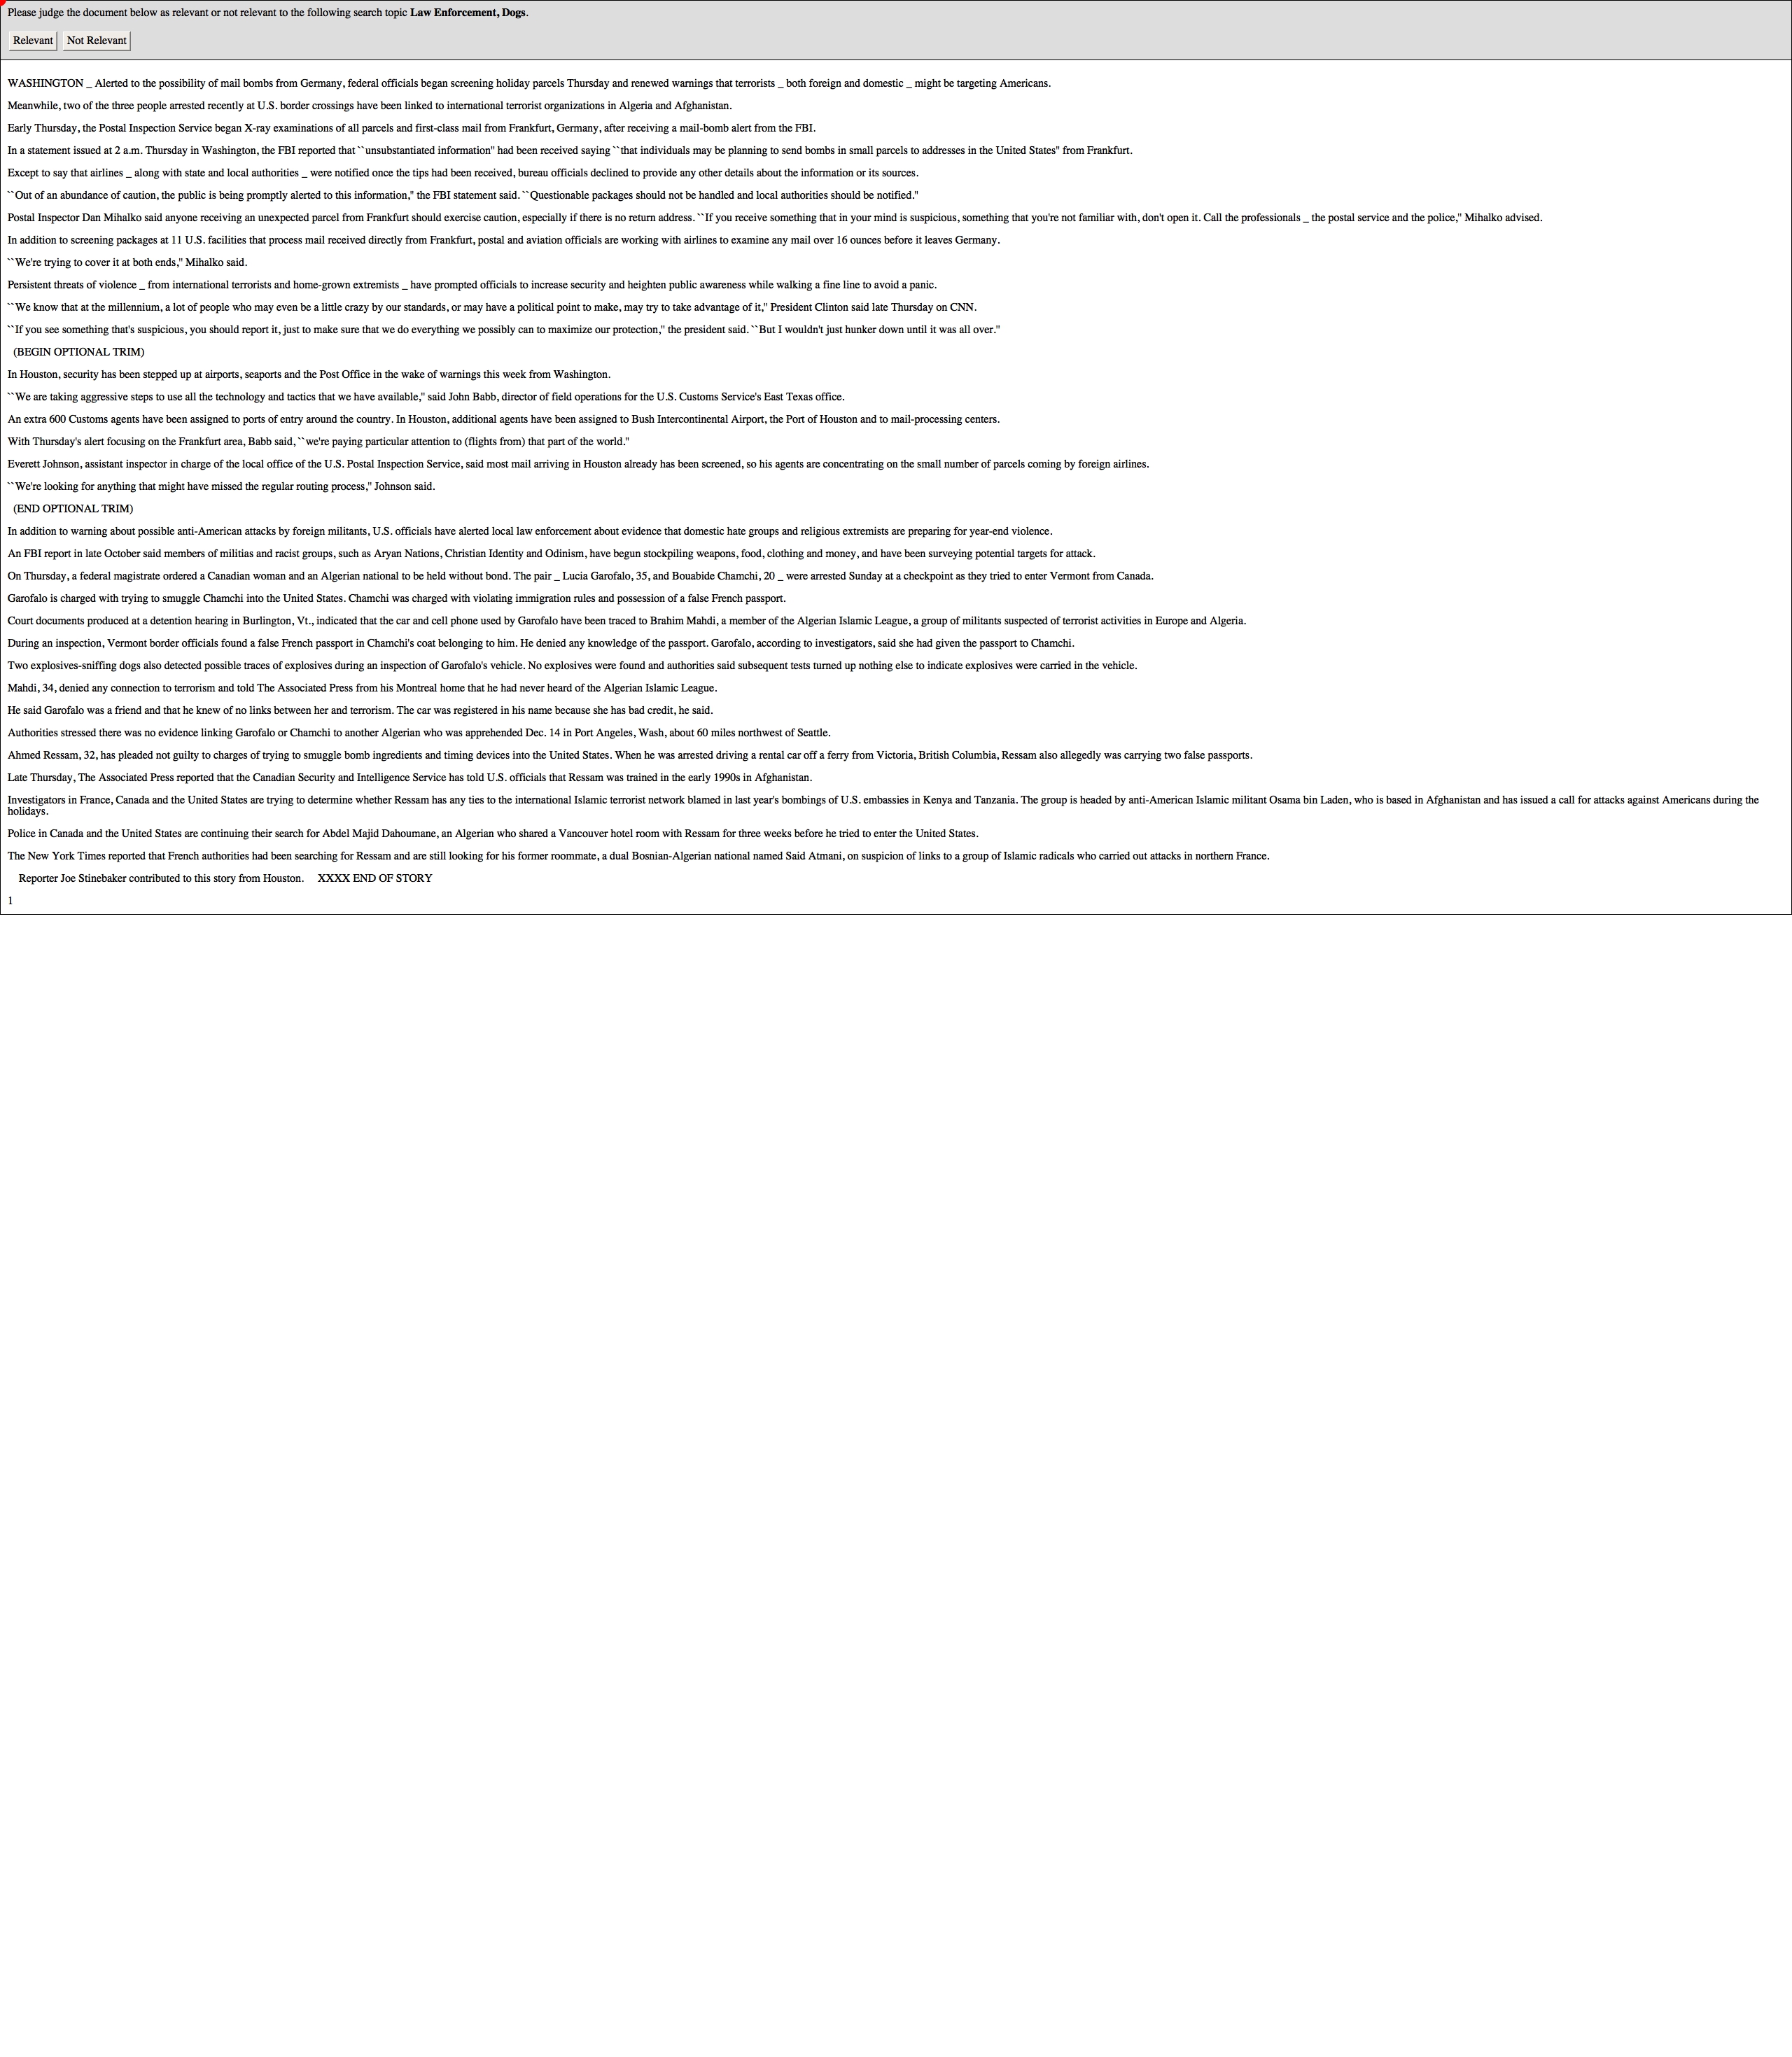 Please judge the document below as relevant or not relevant to the following search topic Law Enforcement, Dogs.
Relevant Not Relevant
WASHINGTON _ Alerted to the possibility of mail bombs from Germany, federal officials began screening holiday parcels Thursday and renewed warnings that terrorists _ both foreign and domestic _ might be targeting Americans.
Meanwhile, two of the three people arrested recently at U.S. border crossings have been linked to international terrorist organizations in Algeria and Afghanistan.
Early Thursday, the Postal Inspection Service began X-ray examinations of all parcels and first-class mail from Frankfurt, Germany, after receiving a mail-bomb alert from the FBI.
In a statement issued at 2 a.m. Thursday in Washington, the FBI reported that ``unsubstantiated information'' had been received saying ``that individuals may be planning to send bombs in small parcels to addresses in the United States'' from Frankfurt.
Except to say that airlines _ along with state and local authorities _ were notified once the tips had been received, bureau officials declined to provide any other details about the information or its sources.
``Out of an abundance of caution, the public is being promptly alerted to this information,'' the FBI statement said. ``Questionable packages should not be handled and local authorities should be notified.''
Postal Inspector Dan Mihalko said anyone receiving an unexpected parcel from Frankfurt should exercise caution, especially if there is no return address. ``If you receive something that in your mind is suspicious, something that you're not familiar with, don't open it. Call the professionals _ the postal service and the police,'' Mihalko advised.
In addition to screening packages at 11 U.S. facilities that process mail received directly from Frankfurt, postal and aviation officials are working with airlines to examine any mail over 16 ounces before it leaves Germany.
``We're trying to cover it at both ends,'' Mihalko said.
Persistent threats of violence _ from international terrorists and home-grown extremists _ have prompted officials to increase security and heighten public awareness while walking a fine line to avoid a panic.
``We know that at the millennium, a lot of people who may even be a little crazy by our standards, or may have a political point to make, may try to take advantage of it,'' President Clinton said late Thursday on CNN.
``If you see something that's suspicious, you should report it, just to make sure that we do everything we possibly can to maximize our protection,'' the president said. ``But I wouldn't just hunker down until it was all over.''
(BEGIN OPTIONAL TRIM)
In Houston, security has been stepped up at airports, seaports and the Post Office in the wake of warnings this week from Washington.
``We are taking aggressive steps to use all the technology and tactics that we have available,'' said John Babb, director of field operations for the U.S. Customs Service's East Texas office.
An extra 600 Customs agents have been assigned to ports of entry around the country. In Houston, additional agents have been assigned to Bush Intercontinental Airport, the Port of Houston and to mail-processing centers.
With Thursday's alert focusing on the Frankfurt area, Babb said, ``we're paying particular attention to (flights from) that part of the world.''
Everett Johnson, assistant inspector in charge of the local office of the U.S. Postal Inspection Service, said most mail arriving in Houston already has been screened, so his agents are concentrating on the small number of parcels coming by foreign airlines.
``We're looking for anything that might have missed the regular routing process,'' Johnson said.
(END OPTIONAL TRIM)
In addition to warning about possible anti-American attacks by foreign militants, U.S. officials have alerted local law enforcement about evidence that domestic hate groups and religious extremists are preparing for year-end violence.
An FBI report in late October said members of militias and racist groups, such as Aryan Nations, Christian Identity and Odinism, have begun stockpiling weapons, food, clothing and money, and have been surveying potential targets for attack.
On Thursday, a federal magistrate ordered a Canadian woman and an Algerian national to be held without bond. The pair _ Lucia Garofalo, 35, and Bouabide Chamchi, 20 _ were arrested Sunday at a checkpoint as they tried to enter Vermont from Canada.
Garofalo is charged with trying to smuggle Chamchi into the United States. Chamchi was charged with violating immigration rules and possession of a false French passport.
Court documents produced at a detention hearing in Burlington, Vt., indicated that the car and cell phone used by Garofalo have been traced to Brahim Mahdi, a member of the Algerian Islamic League, a group of militants suspected of terrorist activities in Europe and Algeria.
During an inspection, Vermont border officials found a false French passport in Chamchi's coat belonging to him. He denied any knowledge of the passport. Garofalo, according to investigators, said she had given the passport to Chamchi.
Two explosives-sniffing dogs also detected possible traces of explosives during an inspection of Garofalo's vehicle. No explosives were found and authorities said subsequent tests turned up nothing else to indicate explosives were carried in the vehicle.
Mahdi, 34, denied any connection to terrorism and told The Associated Press from his Montreal home that he had never heard of the Algerian Islamic League.
He said Garofalo was a friend and that he knew of no links between her and terrorism. The car was registered in his name because she has bad credit, he said.
Authorities stressed there was no evidence linking Garofalo or Chamchi to another Algerian who was apprehended Dec. 14 in Port Angeles, Wash, about 60 miles northwest of Seattle.
Ahmed Ressam, 32, has pleaded not guilty to charges of trying to smuggle bomb ingredients and timing devices into the United States. When he was arrested driving a rental car off a ferry from Victoria, British Columbia, Ressam also allegedly was carrying two false passports.
Late Thursday, The Associated Press reported that the Canadian Security and Intelligence Service has told U.S. officials that Ressam was trained in the early 1990s in Afghanistan.
Investigators in France, Canada and the United States are trying to determine whether Ressam has any ties to the international Islamic terrorist network blamed in last year's bombings of U.S. embassies in Kenya and Tanzania. The group is headed by anti-American Islamic militant Osama bin Laden, who is based in Afghanistan and has issued a call for attacks against Americans during the
holidays.
Police in Canada and the United States are continuing their search for Abdel Majid Dahoumane, an Algerian who shared a Vancouver hotel room with Ressam for three weeks before he tried to enter the United States.
The New York Times reported that French authorities had been searching for Ressam and are still looking for his former roommate, a dual Bosnian-Algerian national named Said Atmani, on suspicion of links to a group of Islamic radicals who carried out attacks in northern France.
Reporter Joe Stinebaker contributed to this story from Houston. XXXX END OF STORY
1